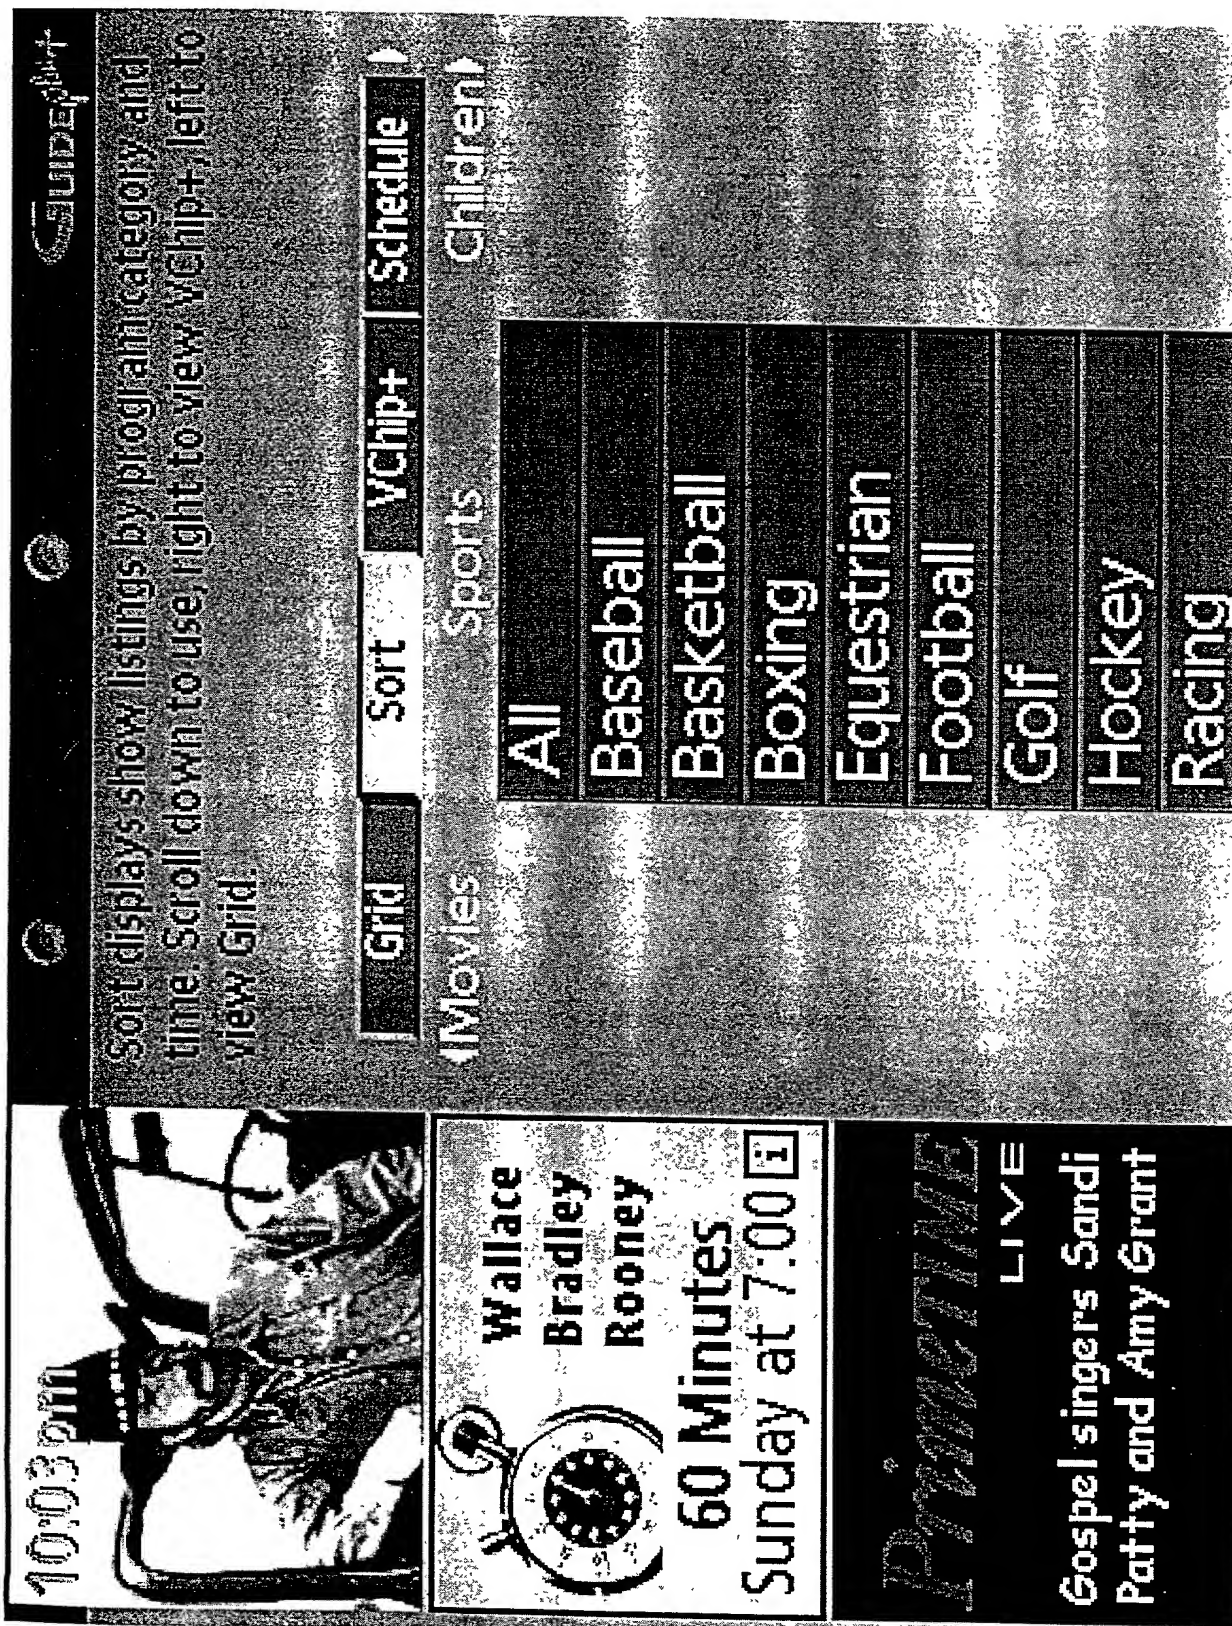 10:03 pm
GUIDE plus+
Sort displays show listings by program category and
time. Scroll down to use, right to view VChip+, left to
view Grid.
Grid
Sort
VChip+
Schedule
Movies
Sports
Children
All
Baseball
Basketball
Boxing
Equestrian
Football
Golf
Hockey
Racing
Wallace
Bradley
Rooney
60 Minutes
Sunday at 7:00 i
PrimeTIME
LIVE
Gospel singers Sandi
Patty and Amy Grant